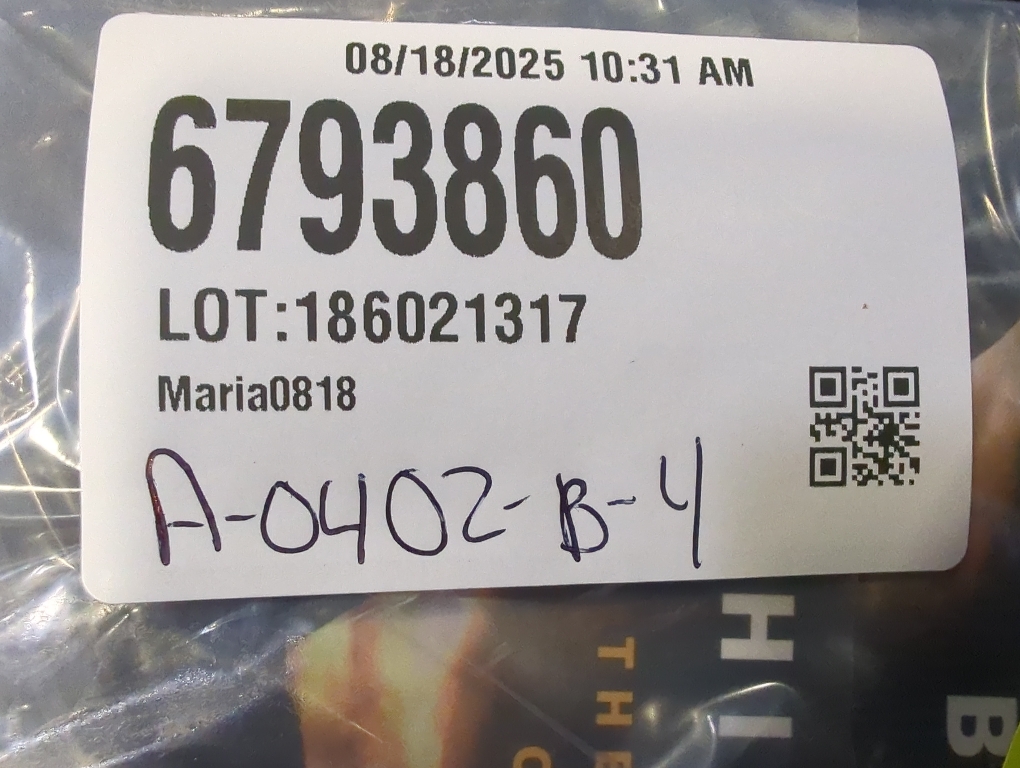 08/18/2025 10:31 AM
6793860
LOT:186021317
Maria0818
A-0402-B-4
THE
HI
B